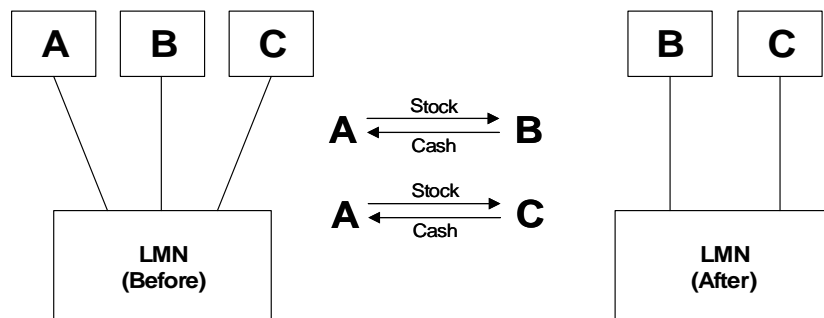 A B C
B C
Stock
A B
Cash
Stock
A C
Cash
LMN
(Before)
LMN
(After)